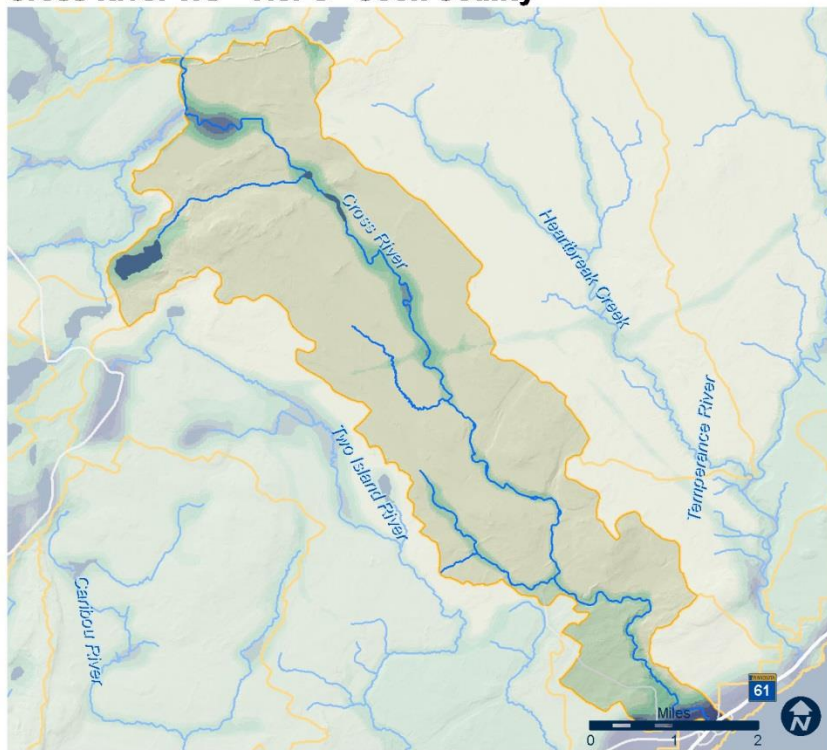 Cross River
Heartbreak Creek
Two Island River
Temperance River
Caribou River
61
Miles
0 1 2
N